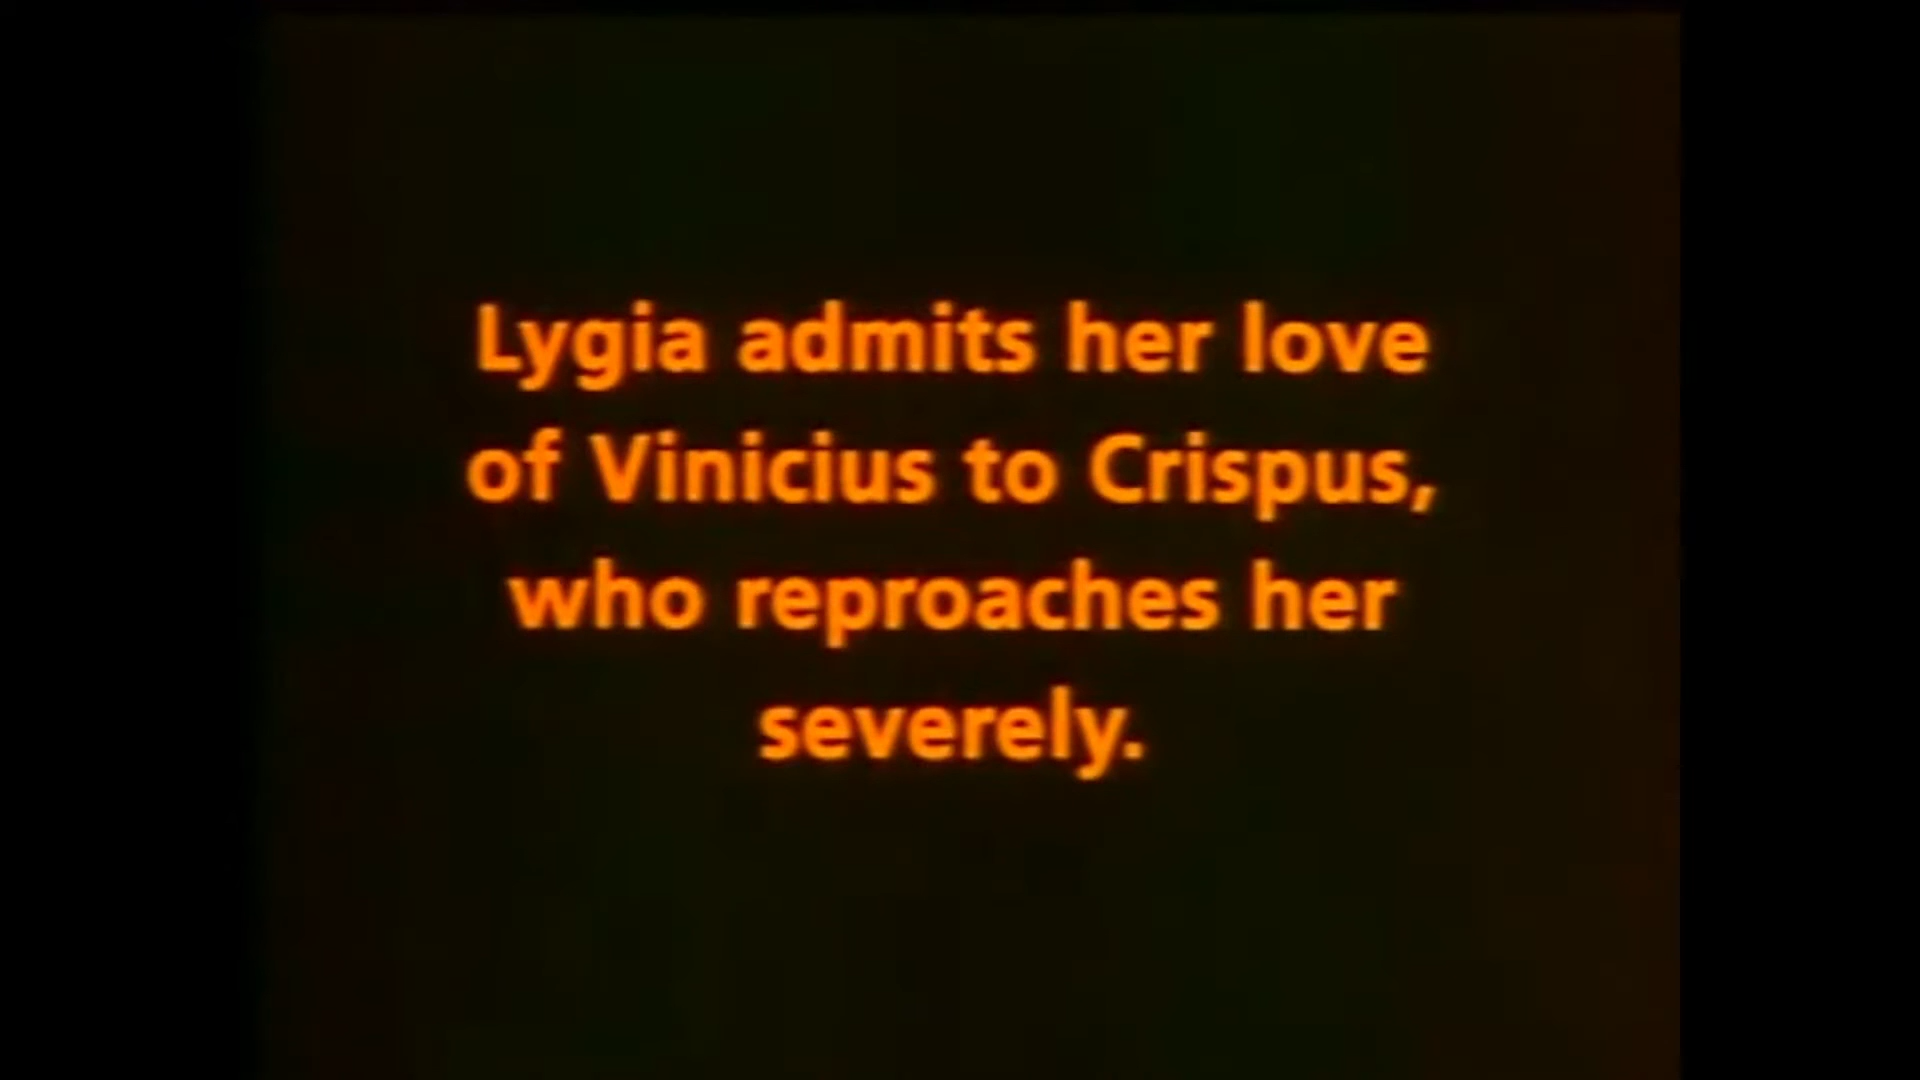 Lygia admits her love
of Vinicius to Crispus,
who reproaches her
severely.